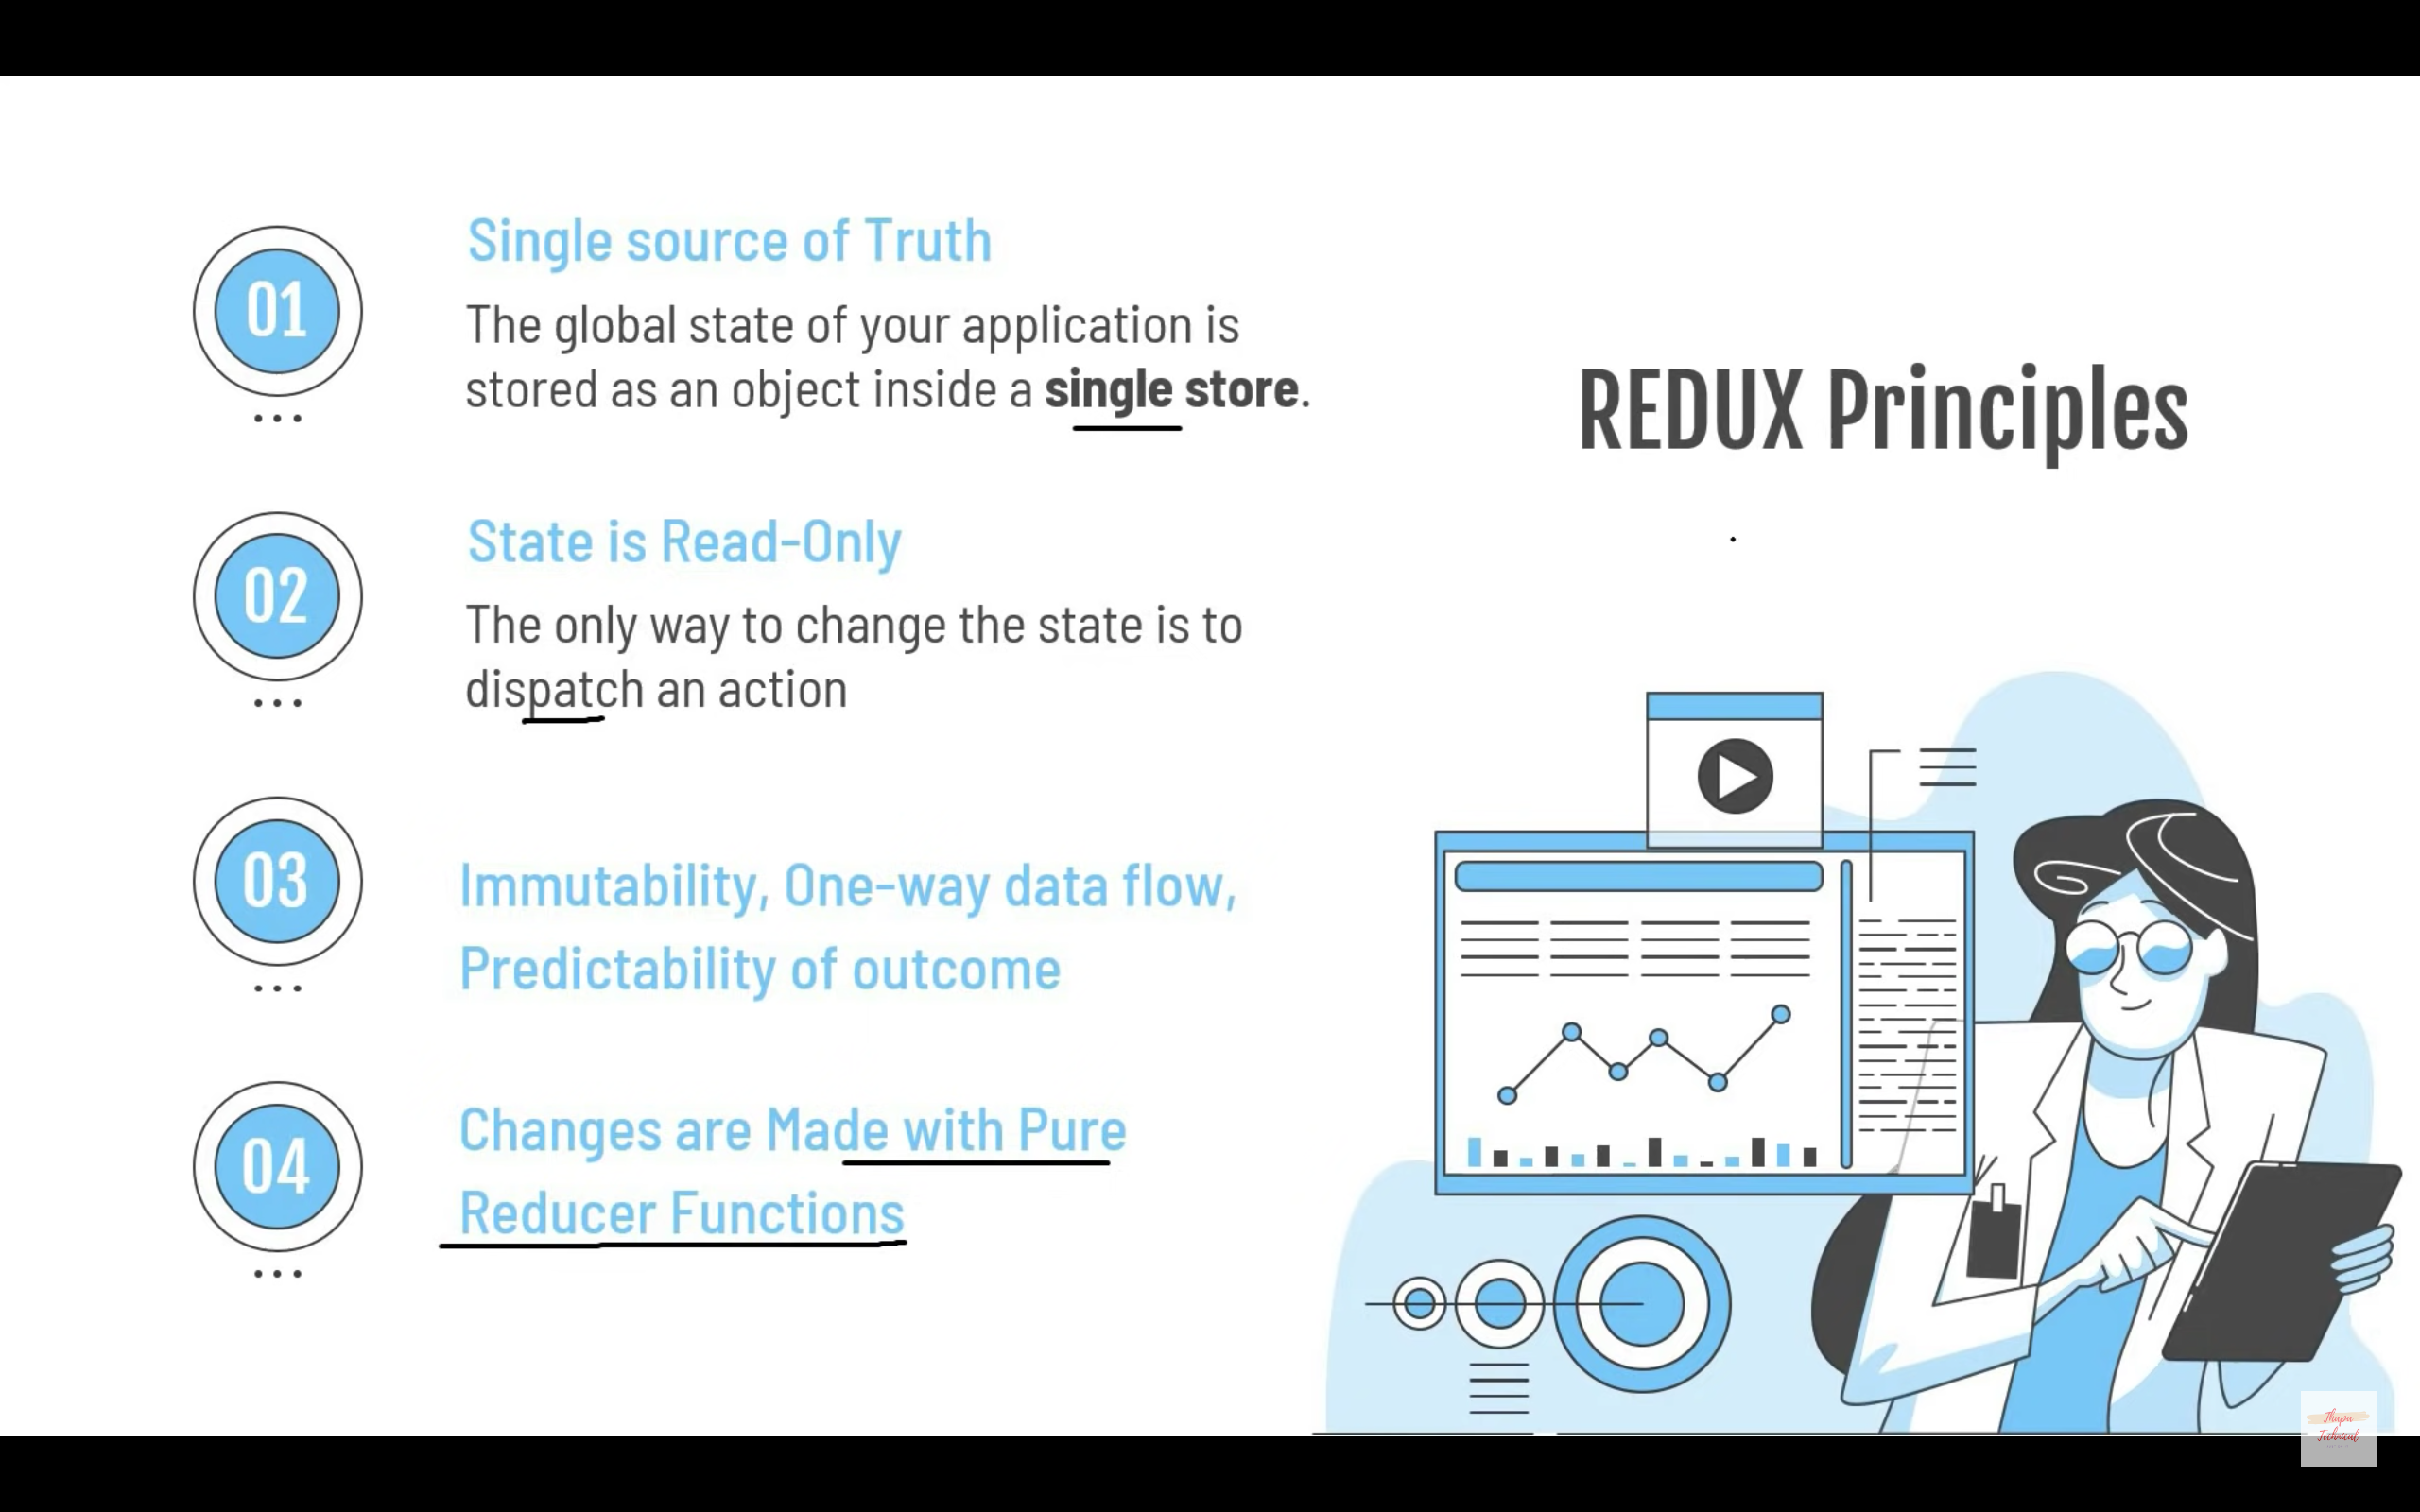 01
Single source of Truth
The global state of your application is
stored as an object inside a single store.
02
State is Read-Only
The only way to change the state is to
dispatch an action
03
Immutability, One-way data flow,
Predictability of outcome
04
Changes are Made with Pure
Reducer Functions
REDUX Principles
Thapa
Technical